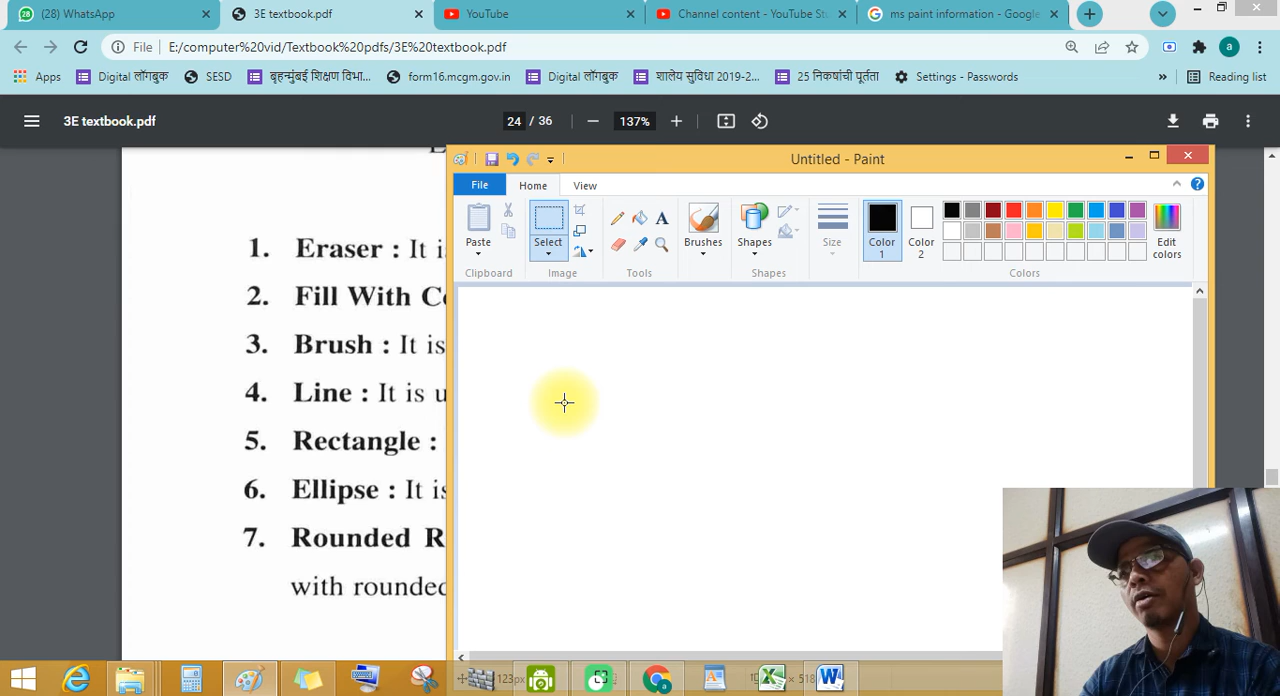 (28) WhatsApp
3E textbook.pdf
YouTube
Channel content - YouTube Stu
ms paint information - Google
File
E:/computer%20vid/Textbook%20pdfs/3E%20textbook.pdf
Apps
Digital लॉगबुक
SESD
बृहन्मुंबई शिक्षण विभा...
form16.mcgm.gov.in
Digital लॉगबुक
शालेय सुविधा 2019-2...
25 निकषांची पूर्तता
Settings - Passwords
»
Reading list
3E textbook.pdf
24 / 36
137%
Untitled - Paint
File
Home
View
Paste
Select
Brushes
Shapes
Size
Color 1
Color 2
Edit colors
Clipboard
Image
Tools
Shapes
Colors
1. Eraser : It i
2. Fill With Co
3. Brush : It is
4. Line : It is u
5. Rectangle :
6. Ellipse : It is
7. Rounded R
with rounded
123px
× 518